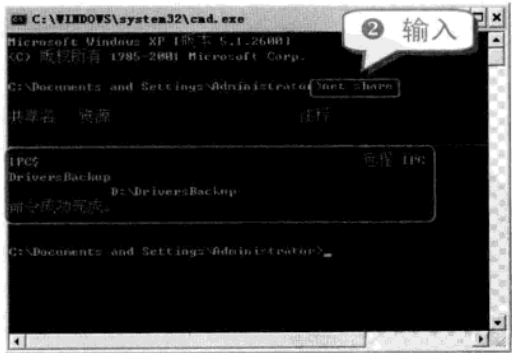 C:\WINDOWS\system32\cmd.exe
❷ 输入
Microsoft Windows XP [版本 5.1.2600]
(C) 版权所有 1985-2001 Microsoft Corp.
C:\Documents and Settings\Administrator>net share
共享名 资源 注释
IPC$ 远程 IPC
DriversBackup
D:\DriversBackup
命令成功完成。
C:\Documents and Settings\Administrator>_